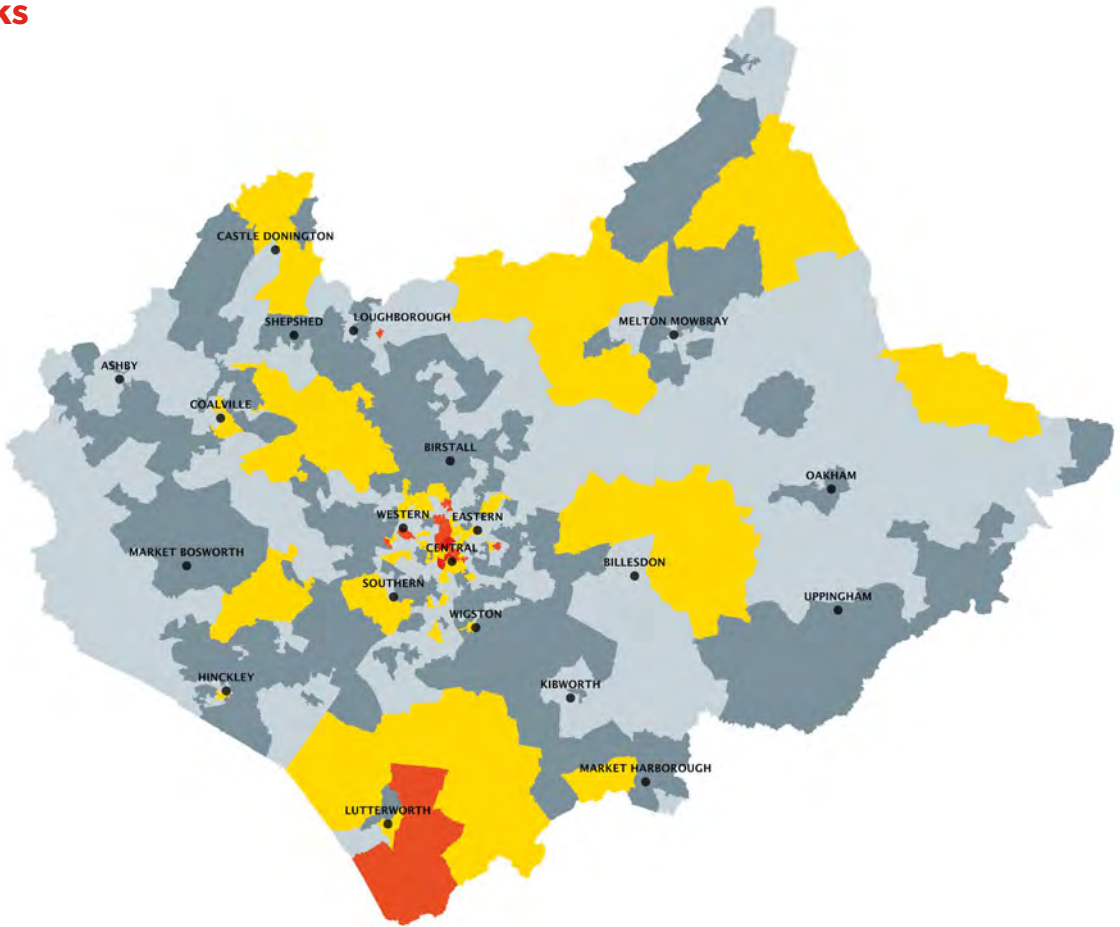 KS
CASTLE DONINGTON
SHEPSHED
LOUGHBOROUGH
MELTON MOWBRAY
ASHBY
COALVILLE
BIRSTALL
OAKHAM
WESTERN
EASTERN
CENTRAL
MARKET BOSWORTH
BILLESDON
SOUTHERN
UPPINGHAM
WIGSTON
HINCKLEY
KIBWORTH
MARKET HARBOROUGH
LUTTERWORTH